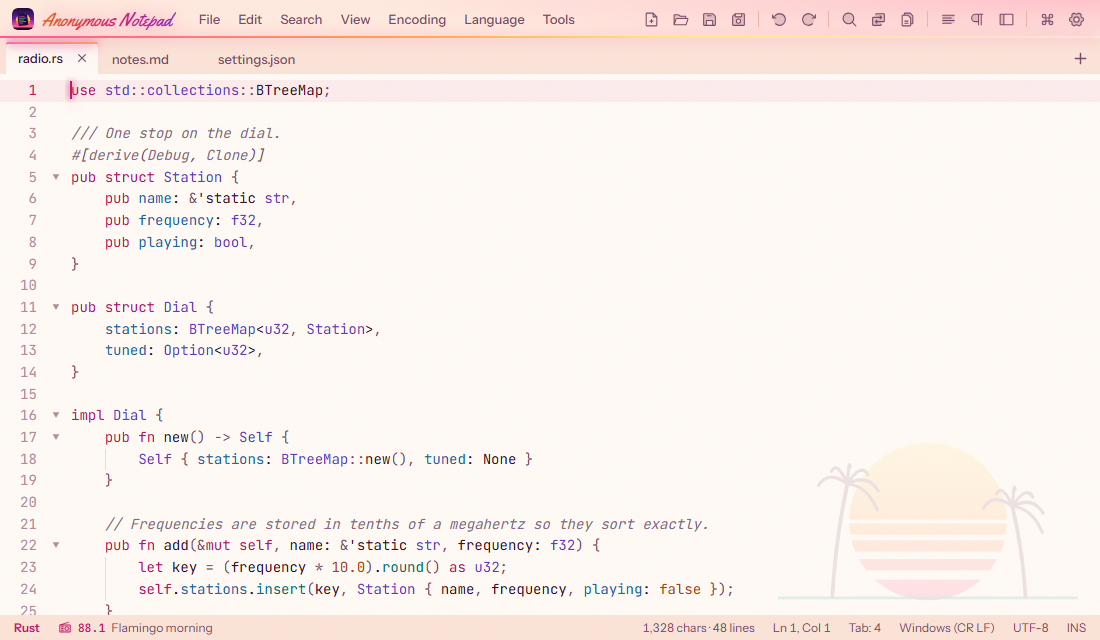 Anonymous Notepad File Edit Search View Encoding Language Tools
radio.rs notes.md settings.json
1 use std::collections::BTreeMap;
2
3 /// One stop on the dial.
4 #[derive(Debug, Clone)]
5 pub struct Station {
6     pub name: &'static str,
7     pub frequency: f32,
8     pub playing: bool,
9 }
10
11 pub struct Dial {
12     stations: BTreeMap<u32, Station>,
13     tuned: Option<u32>,
14 }
15
16 impl Dial {
17     pub fn new() -> Self {
18         Self { stations: BTreeMap::new(), tuned: None }
19     }
20
21     // Frequencies are stored in tenths of a megahertz so they sort exactly.
22     pub fn add(&mut self, name: &'static str, frequency: f32) {
23         let key = (frequency * 10.0).round() as u32;
24         self.stations.insert(key, Station { name, frequency, playing: false });
25     }
Rust 88.1 Flamingo morning 1,328 chars · 48 lines Ln 1, Col 1 Tab: 4 Windows (CR LF) UTF-8 INS